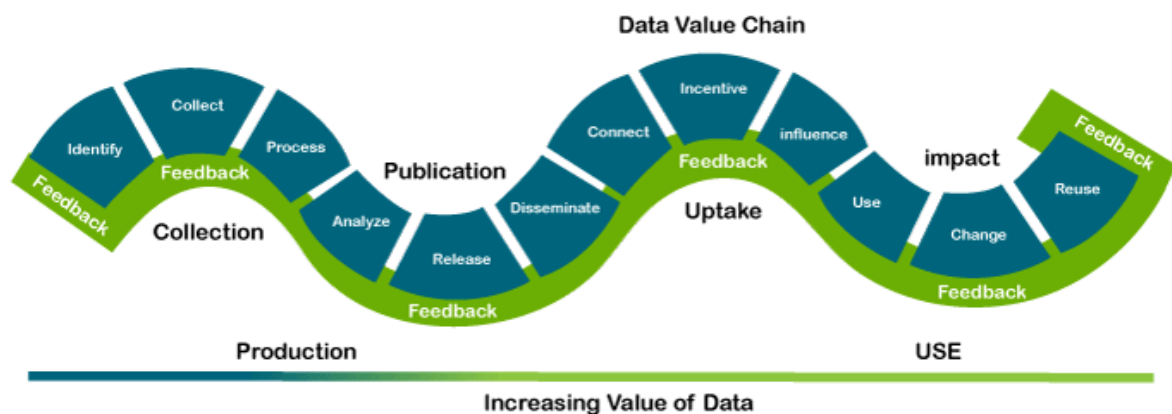 Data Value Chain
Identify
Collect
Process
Analyze
Release
Disseminate
Connect
Incentive
influence
Use
Change
Reuse
Feedback
Feedback
Feedback
Feedback
Feedback
Feedback
Collection
Publication
Uptake
impact
Production
USE
Increasing Value of Data